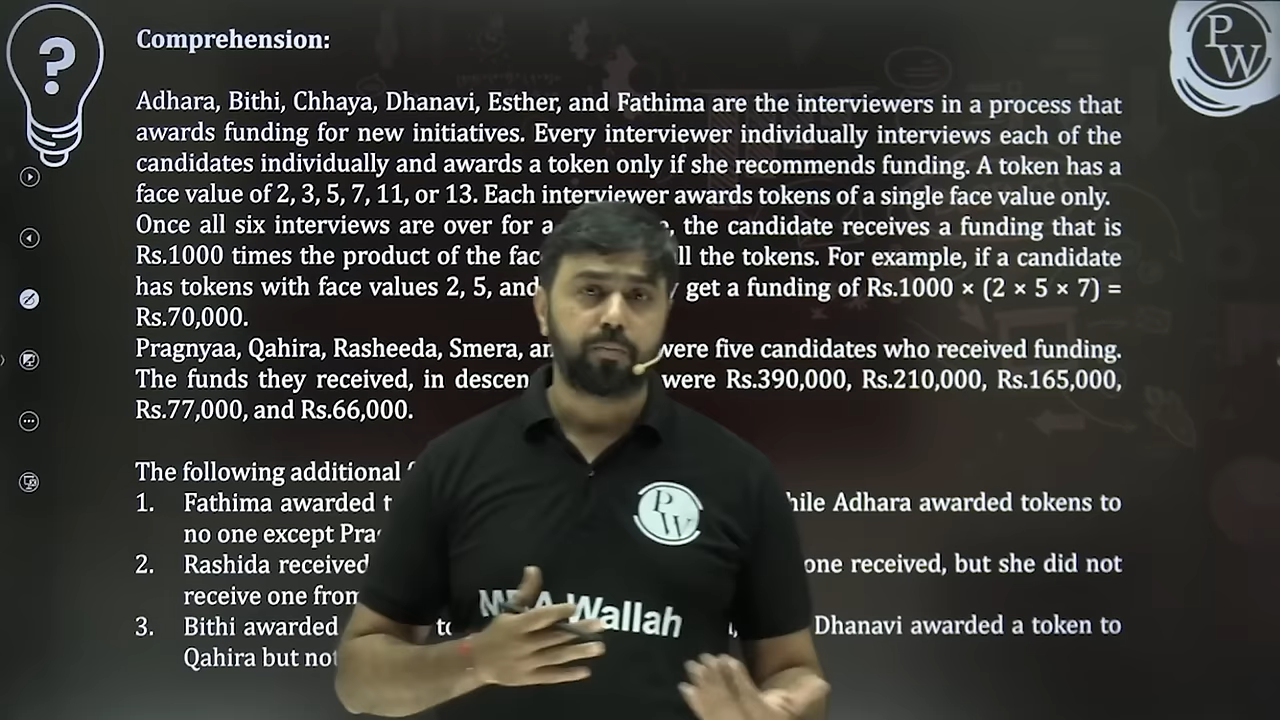 Comprehension:
PW
Adhara, Bithi, Chhaya, Dhanavi, Esther, and Fathima are the interviewers in a process that
awards funding for new initiatives. Every interviewer individually interviews each of the
candidates individually and awards a token only if she recommends funding. A token has a
face value of 2, 3, 5, 7, 11, or 13. Each interviewer awards tokens of a single face value only.
Once all six interviews are over for a the candidate receives a funding that is
Rs.1000 times the product of the all the tokens. For example, if a candidate
has tokens with face values 2, 5, and get a funding of Rs.1000 × (2 × 5 × 7) =
Rs.70,000.
Pragnyaa, Qahira, Rasheeda, Smera, were five candidates who received funding.
The funds they received, in were Rs.390,000, Rs.210,000, Rs.165,000,
Rs.77,000, and Rs.66,000.
The following additional
1. Fathima awarded while Adhara awarded tokens to
no one except
2. Rashida received one received, but she did not
receive one from
3. Bithi awarded Dhanavi awarded a token to
Qahira but
PW
MBA Wallah